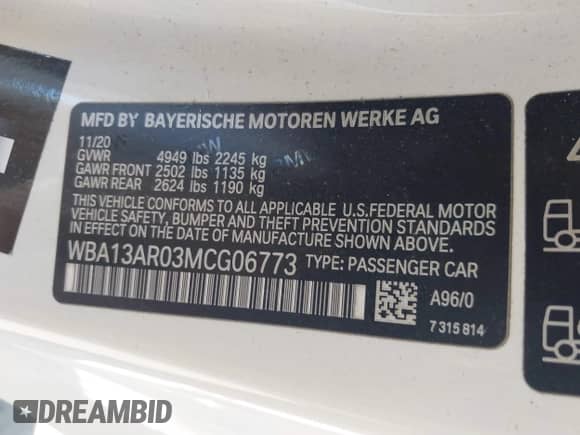 MFD BY BAYERISCHE MOTOREN WERKE AG
11/20
GVWR 4949 lbs 2245 kg
GAWR FRONT 2502 lbs 1135 kg
GAWR REAR 2624 lbs 1190 kg
THIS VEHICLE CONFORMS TO ALL APPLICABLE U.S.FEDERAL MOTOR
VEHICLE SAFETY, BUMPER AND THEFT PREVENTION STANDARDS
IN EFFECT ON THE DATE OF MANUFACTURE SHOWN ABOVE.
WBA13AR03MCG06773 TYPE: PASSENGER CAR
A96/0
7 315 814
DREAMBID